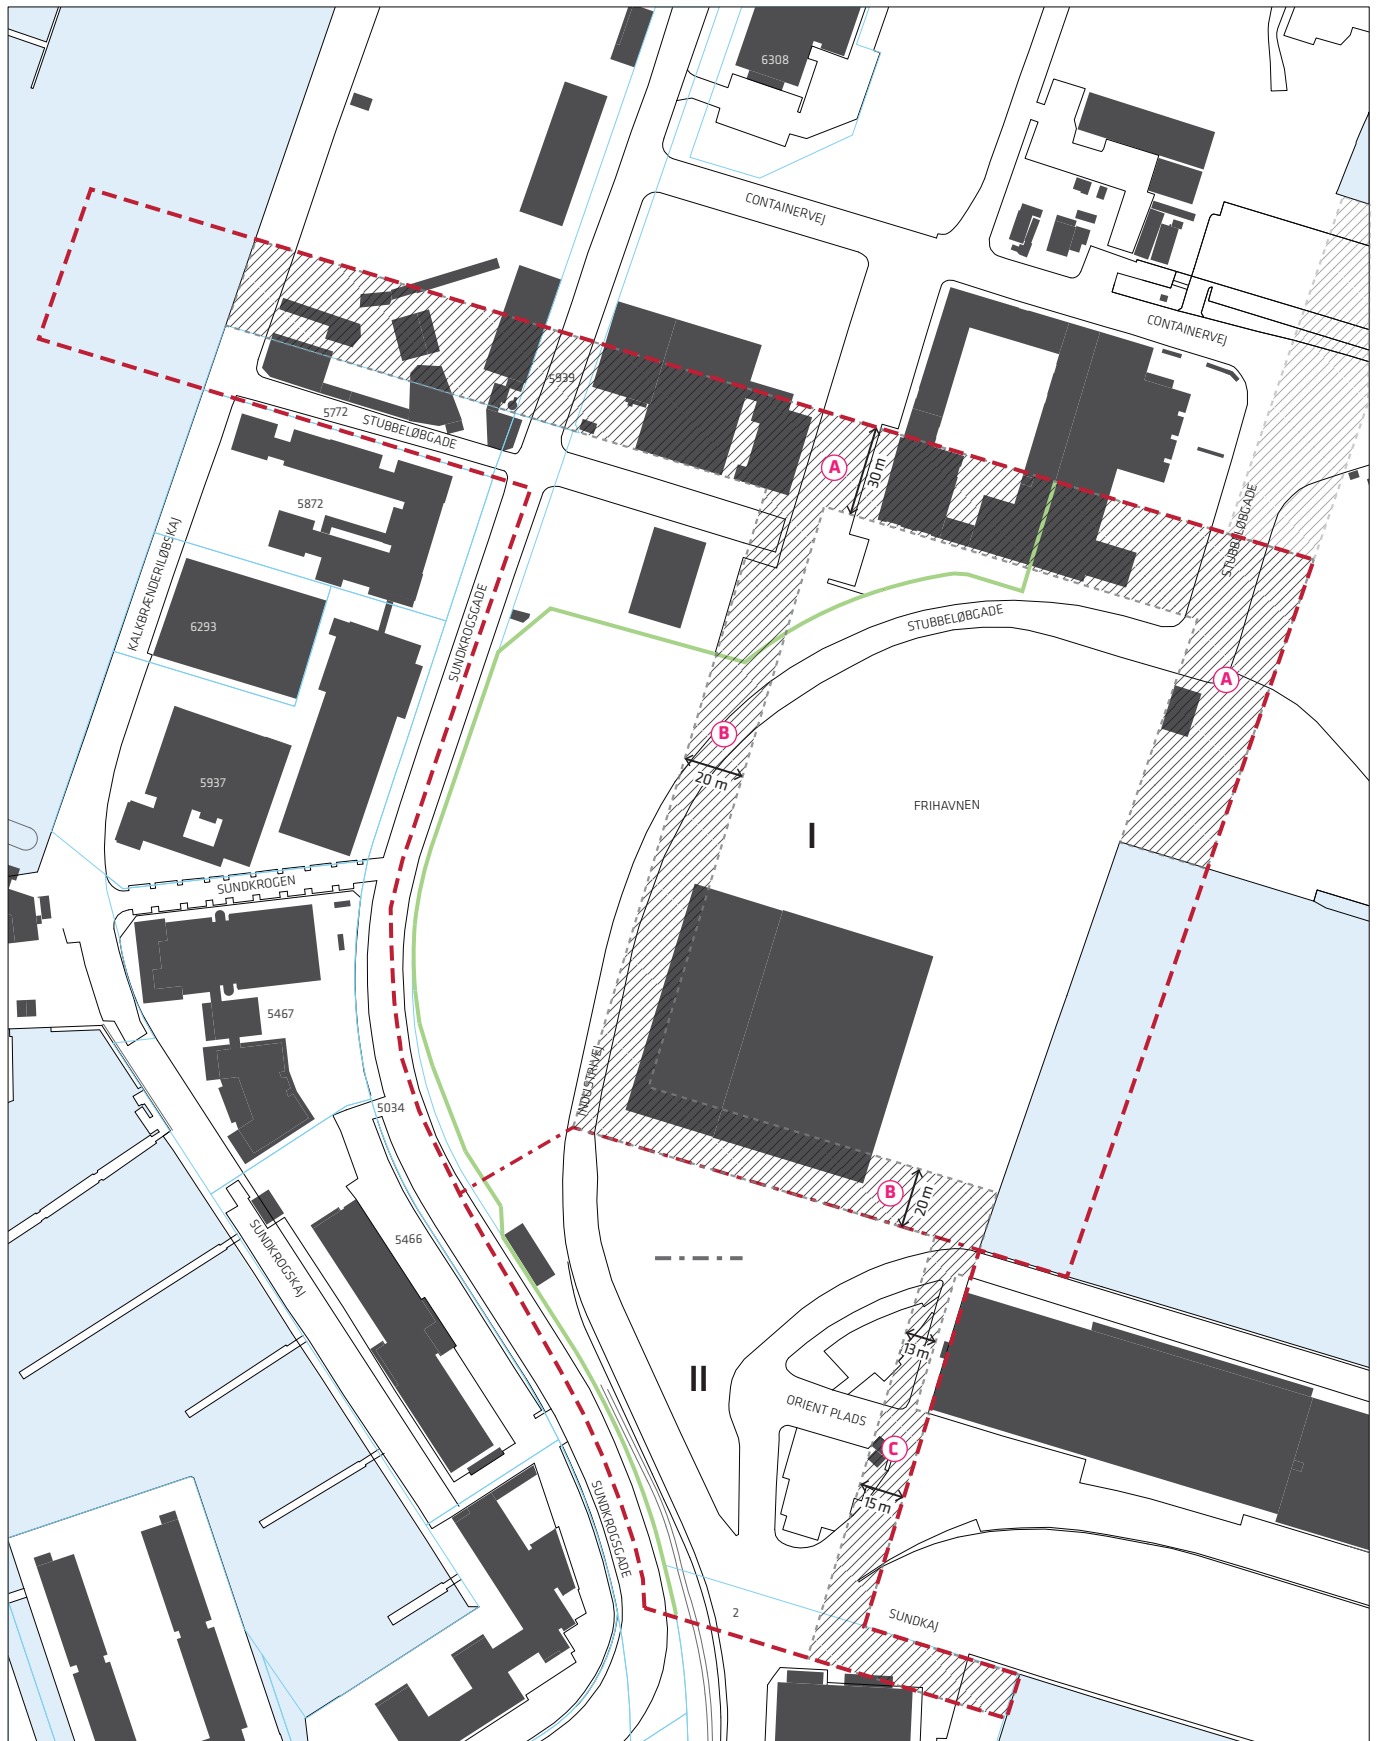 6308
CONTAINERVEJ
CONTAINERVEJ
5939
5772
STUBBELØBGADE
A
30 m
5872
STUBBELØBGADE
KALKBRÆNDERILØBSKAJ
6293
SUNDKROGSGADE
STUBBELØBGADE
A
B
20 m
5937
FRIHAVNEN
I
SUNDKROGEN
5467
INDUSTRIVEJ
5034
B
20 m
SUNDKROGSKAJ
5466
13 m
II
ORIENT PLADS
C
15 m
SUNDKROGSGADE
2
SUNDKAJ